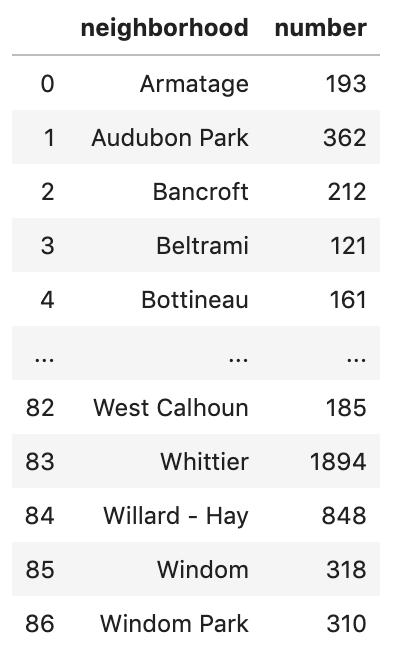 neighborhood number
0 Armatage 193
1 Audubon Park 362
2 Bancroft 212
3 Beltrami 121
4 Bottineau 161
... ... ...
82 West Calhoun 185
83 Whittier 1894
84 Willard - Hay 848
85 Windom 318
86 Windom Park 310